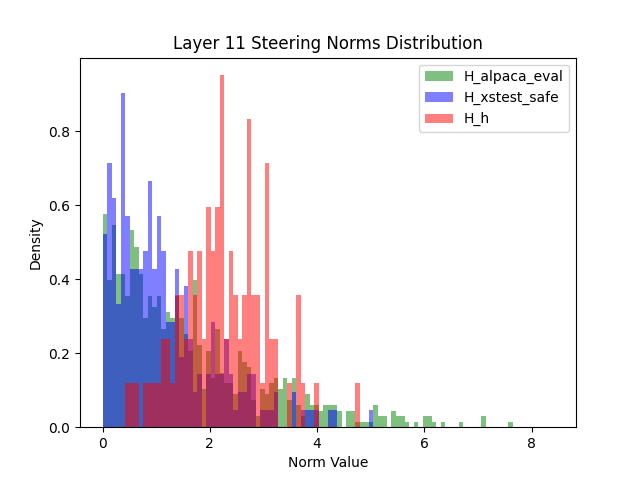 Layer 11 Steering Norms Distribution
H_alpaca_eval
H_xstest_safe
H_h
Density
0.8
0.6
0.4
0.2
0.0
0 2 4 6 8
Norm Value